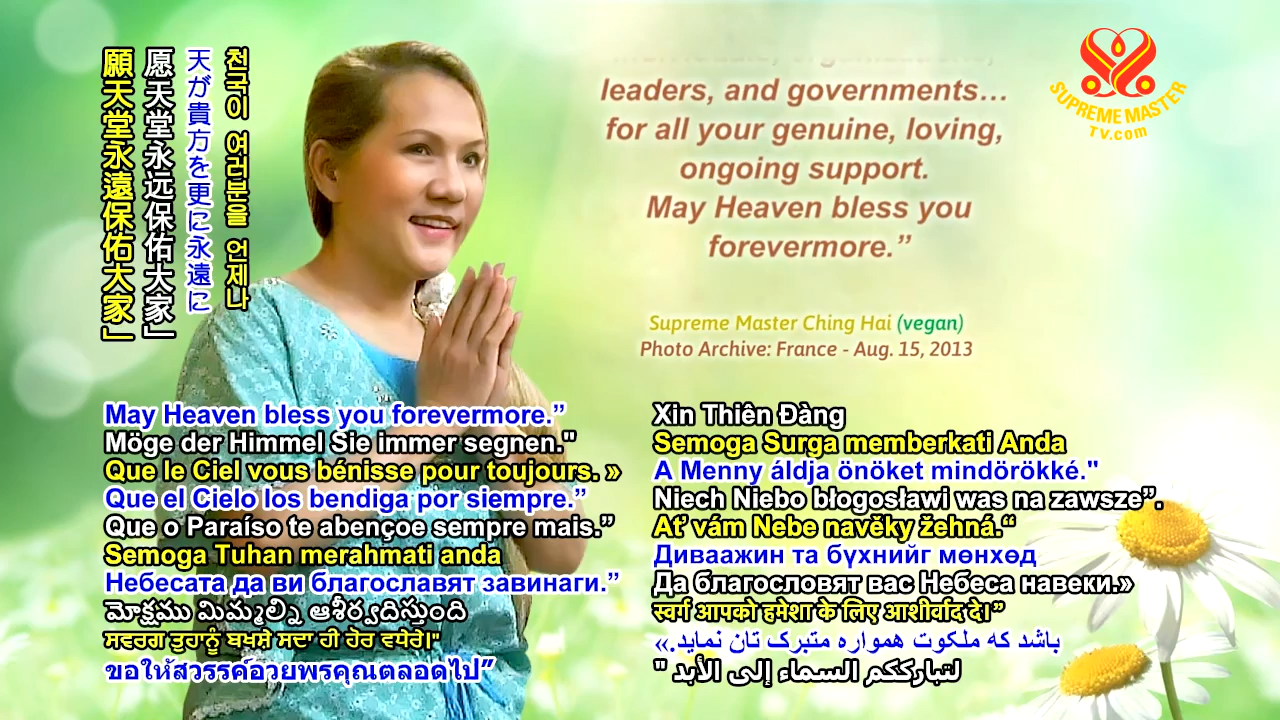 願天堂永遠保佑大家」
愿天堂永远保佑大家」
天が貴方を更に永遠に
천국이 여러분을 언제나
leaders, and governments…
for all your genuine, loving,
ongoing support.
May Heaven bless you
forevermore.”
SUPREME MASTER
TV.com
Supreme Master Ching Hai (vegan)
Photo Archive: France - Aug. 15, 2013
May Heaven bless you forevermore.”
Möge der Himmel Sie immer segnen."
Que le Ciel vous bénisse pour toujours. »
Que el Cielo los bendiga por siempre.”
Que o Paraíso te abençoe sempre mais.”
Semoga Tuhan merahmati anda
Небесата да ви благославят завинаги.”
మోక్షము మిమ్మల్ని ఆశీర్వదిస్తుంది
ਸਵਰਗ ਤੁਹਾਨੂੰ ਬਖਸ਼ੇ ਸਦਾ ਹੀ ਹੋਰ ਵਧੇਰੇ।"
ขอให้สวรรค์อวยพรคุณตลอดไป”
Xin Thiên Đàng
Semoga Surga memberkati Anda
A Menny áldja önöket mindörökké."
Niech Niebo błogosławi was na zawsze”.
Ať vám Nebe navěky žehná.“
Диваажин та бүхнийг мөнхөд
Да благословят вас Небеса навеки.»
स्वर्ग आपको हमेशा के लिए आशीर्वाद दे।”
باشد که ملکوت همواره متبرک تان نماید.»
لتبارككم السماء إلى الأبد "